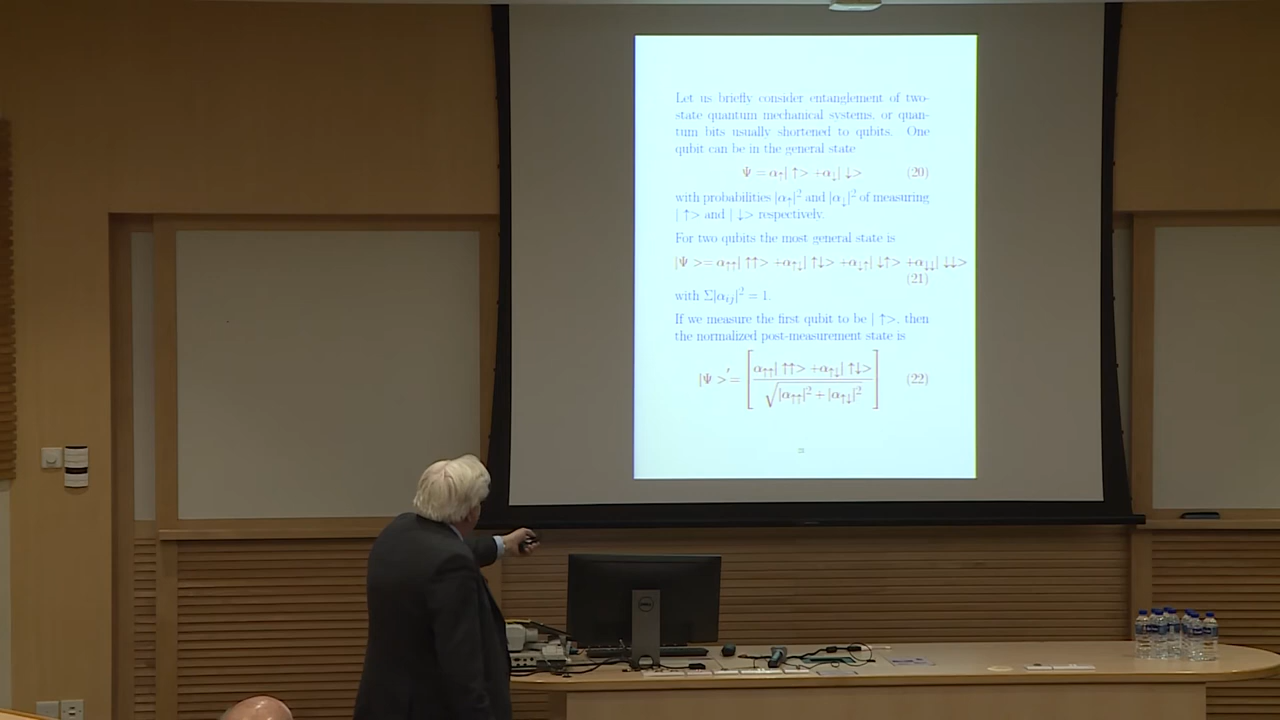 Let us briefly consider entanglement of two-
state quantum mechanical systems, or quan-
tum bits usually shortened to qubits. One
qubit can be in the general state
Ψ = α↑| ↑> +α↓| ↓> (20)
with probabilities |α↑|² and |α↓|² of measuring
| ↑> and | ↓> respectively.
For two qubits the most general state is
|Ψ >= α↑↑| ↑↑> +α↑↓| ↑↓> +α↓↑| ↓↑> +α↓↓| ↓↓>
(21)
with Σ|αij|² = 1.
If we measure the first qubit to be | ↑>, then
the normalized post-measurement state is
|Ψ >′= [ (α↑↑| ↑↑> +α↑↓| ↑↓>) / √(|α↑↑|² + |α↑↓|²) ] (22)
DELL